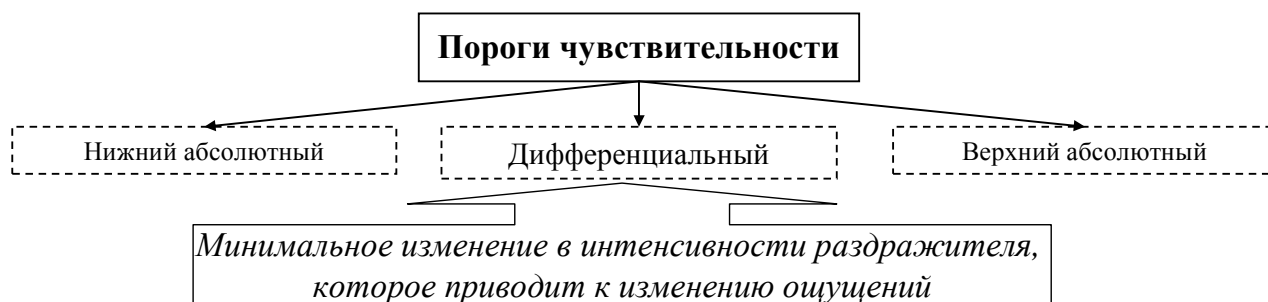 Пороги чувствительности
Нижний абсолютный
Дифференциальный
Верхний абсолютный
Минимальное изменение в интенсивности раздражителя,
которое приводит к изменению ощущений